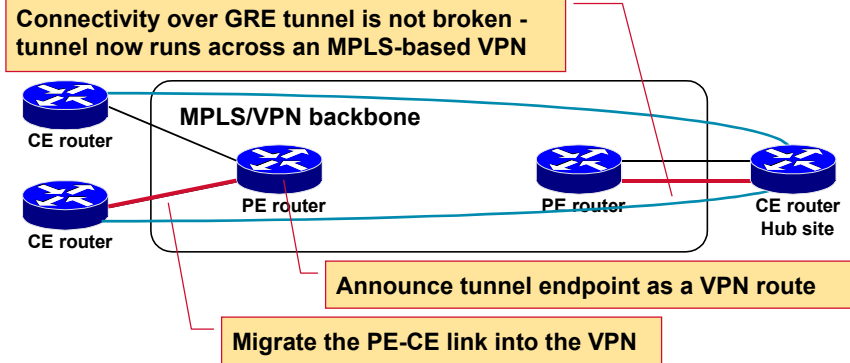 Connectivity over GRE tunnel is not broken -
tunnel now runs across an MPLS-based VPN
MPLS/VPN backbone
CE router
PE router
PE router
CE router
Hub site
CE router
Announce tunnel endpoint as a VPN route
Migrate the PE-CE link into the VPN